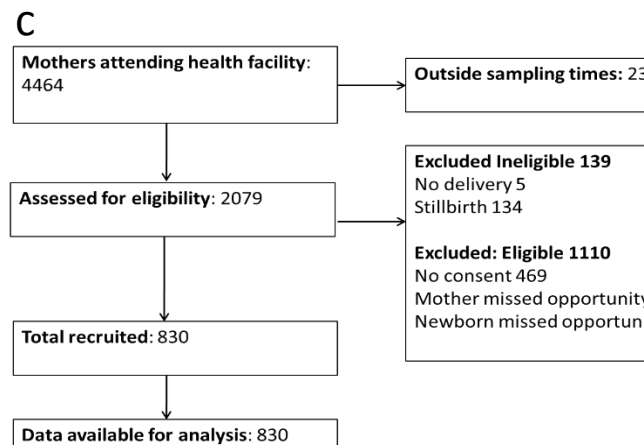 C
Mothers attending health facility:
4464
Outside sampling times: 23
Excluded Ineligible 139
No delivery 5
Stillbirth 134
Assessed for eligibility: 2079
Excluded: Eligible 1110
No consent 469
Mother missed opportunity
Newborn missed opportun
Total recruited: 830
Data available for analysis: 830